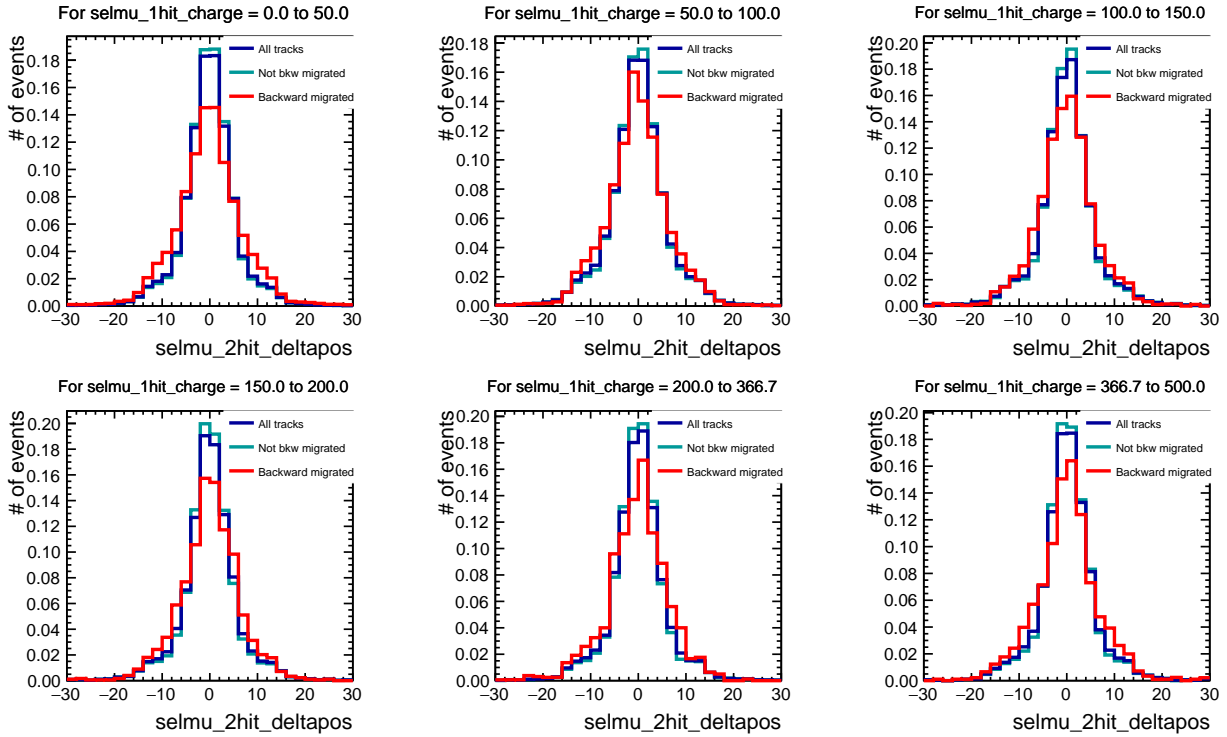 For selmu_1hit_charge = 0.0 to 50.0
# of events
0.18
0.16
0.14
0.12
0.10
0.08
0.06
0.04
0.02
0.00
All tracks
Not bkw migrated
Backward migrated
−30 −20 −10 0 10 20 30
selmu_2hit_deltapos
For selmu_1hit_charge = 50.0 to 100.0
# of events
0.18
0.16
0.14
0.12
0.10
0.08
0.06
0.04
0.02
0.00
All tracks
Not bkw migrated
Backward migrated
−30 −20 −10 0 10 20 30
selmu_2hit_deltapos
For selmu_1hit_charge = 100.0 to 150.0
# of events
0.20
0.18
0.16
0.14
0.12
0.10
0.08
0.06
0.04
0.02
0.00
All tracks
Not bkw migrated
Backward migrated
−30 −20 −10 0 10 20 30
selmu_2hit_deltapos
For selmu_1hit_charge = 150.0 to 200.0
# of events
0.20
0.18
0.16
0.14
0.12
0.10
0.08
0.06
0.04
0.02
0.00
All tracks
Not bkw migrated
Backward migrated
−30 −20 −10 0 10 20 30
selmu_2hit_deltapos
For selmu_1hit_charge = 200.0 to 366.7
# of events
0.20
0.18
0.16
0.14
0.12
0.10
0.08
0.06
0.04
0.02
0.00
All tracks
Not bkw migrated
Backward migrated
−30 −20 −10 0 10 20 30
selmu_2hit_deltapos
For selmu_1hit_charge = 366.7 to 500.0
# of events
0.20
0.18
0.16
0.14
0.12
0.10
0.08
0.06
0.04
0.02
0.00
All tracks
Not bkw migrated
Backward migrated
−30 −20 −10 0 10 20 30
selmu_2hit_deltapos